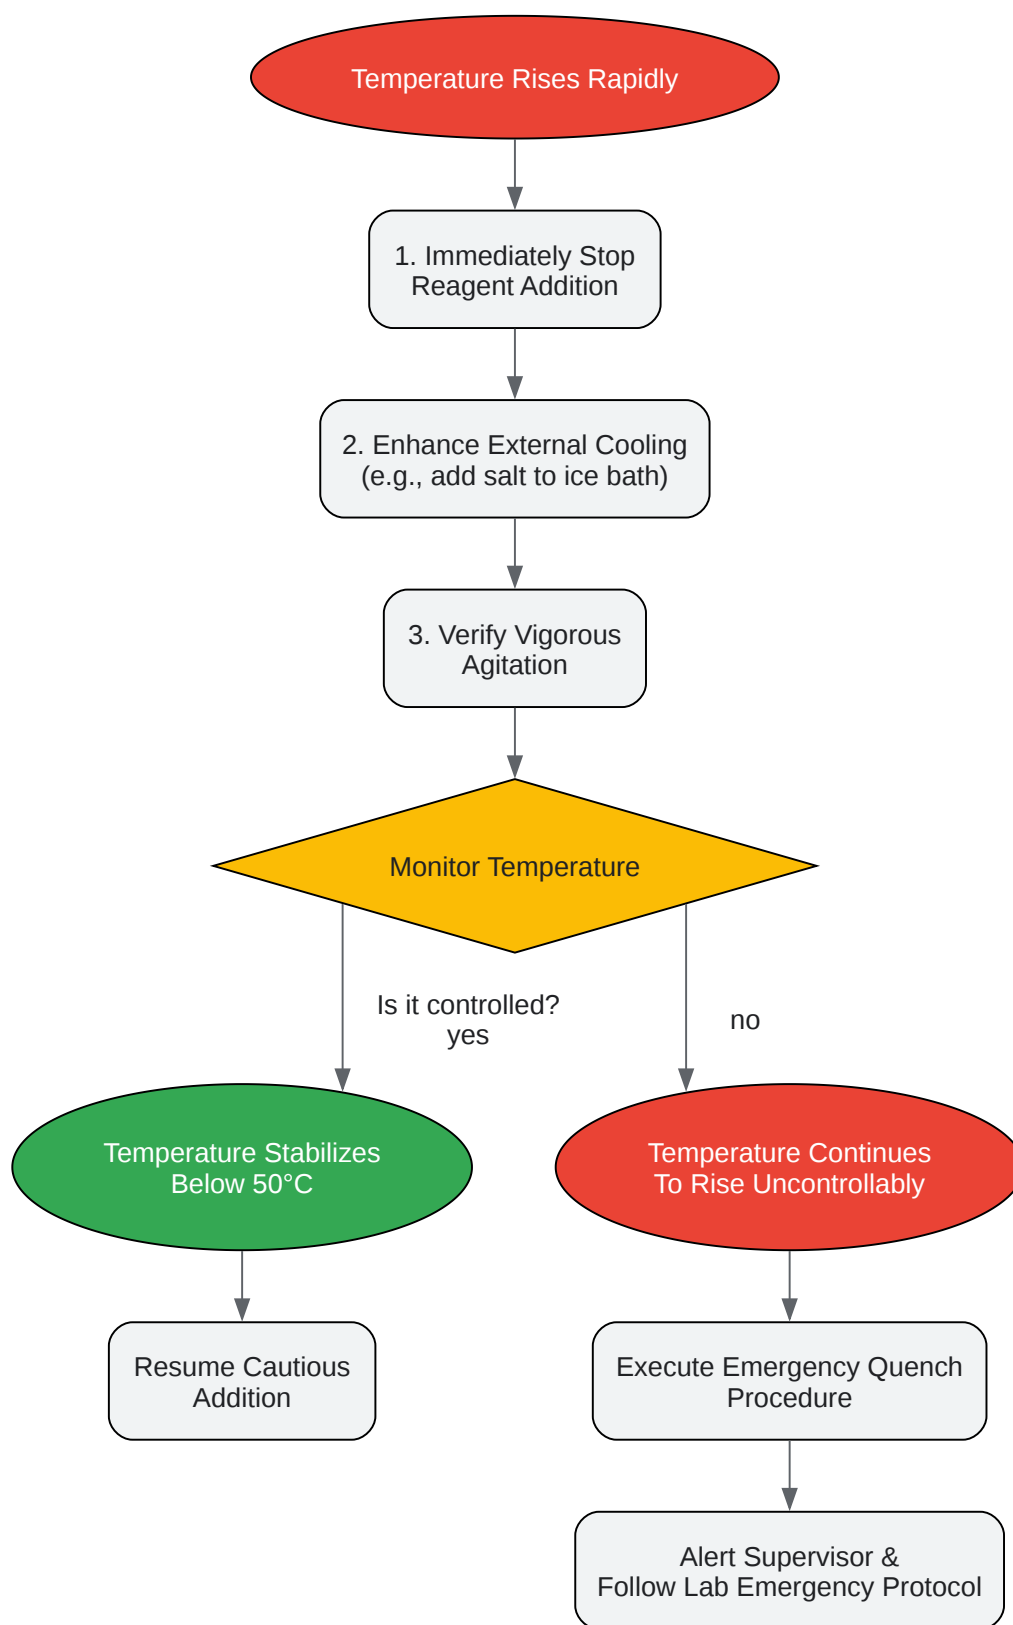 Temperature Rises Rapidly
1. Immediately Stop
Reagent Addition
2. Enhance External Cooling
(e.g., add salt to ice bath)
3. Verify Vigorous
Agitation
Monitor Temperature
Is it controlled?
yes
no
Temperature Stabilizes
Below 50°C
Temperature Continues
To Rise Uncontrollably
Resume Cautious
Addition
Execute Emergency Quench
Procedure
Alert Supervisor &
Follow Lab Emergency Protocol